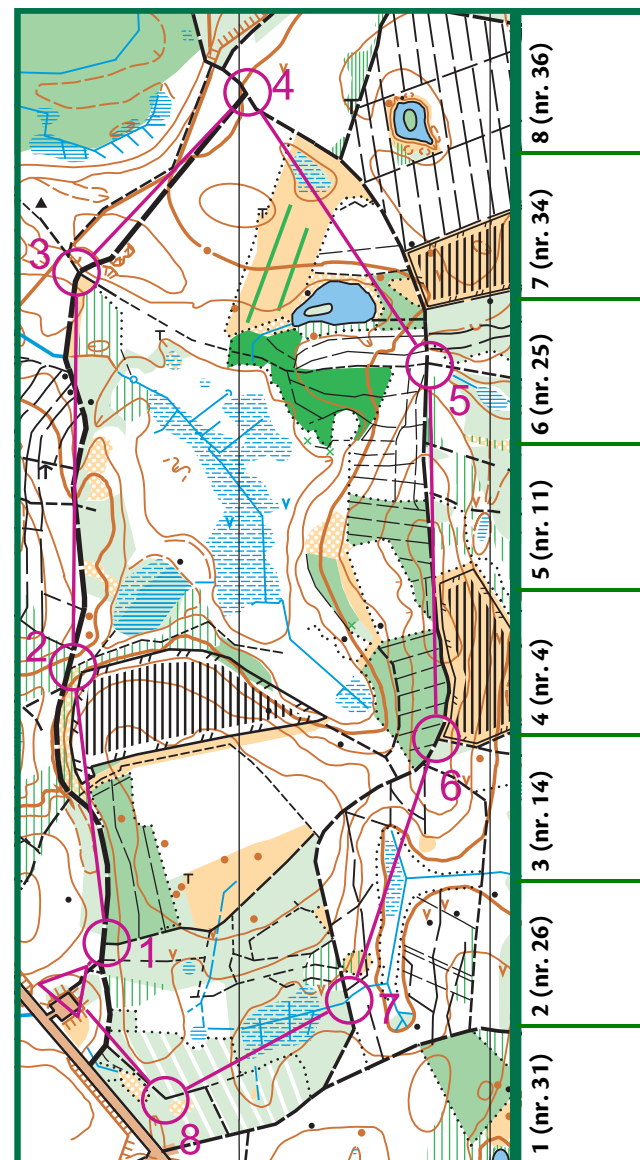 4
3
5
2
6
1
7
8
8 (nr. 36)
7 (nr. 34)
6 (nr. 25)
5 (nr. 11)
4 (nr. 4)
3 (nr. 14)
2 (nr. 26)
1 (nr. 31)